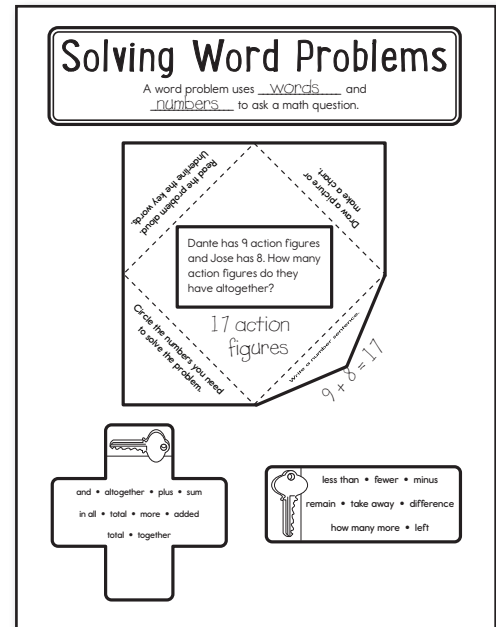 Solving Word Problems
A word problem uses words and
numbers to ask a math question.
Read the problem aloud.
Underline the key words.
Draw a picture or
make a chart.
Dante has 9 action figures
and Jose has 8. How many
action figures do they
have altogether?
Circle the numbers you need
to solve the problem.
17 action
figures
Write a number sentence.
9 + 8 = 17
and • altogether • plus • sum
in all • total • more • added
total • together
less than • fewer • minus
remain • take away • difference
how many more • left